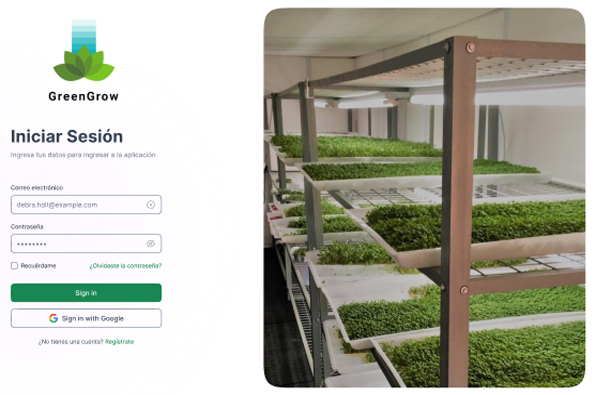 GreenGrow
Iniciar Sesión
Ingresa tus datos para ingresar a la aplicación
Correo electrónico
debra.holt@example.com
Contraseña
••••••••
Recuérdame
¿Olvidaste la contraseña?
Sign in
Sign in with Google
¿No tienes una cuenta? Regístrate